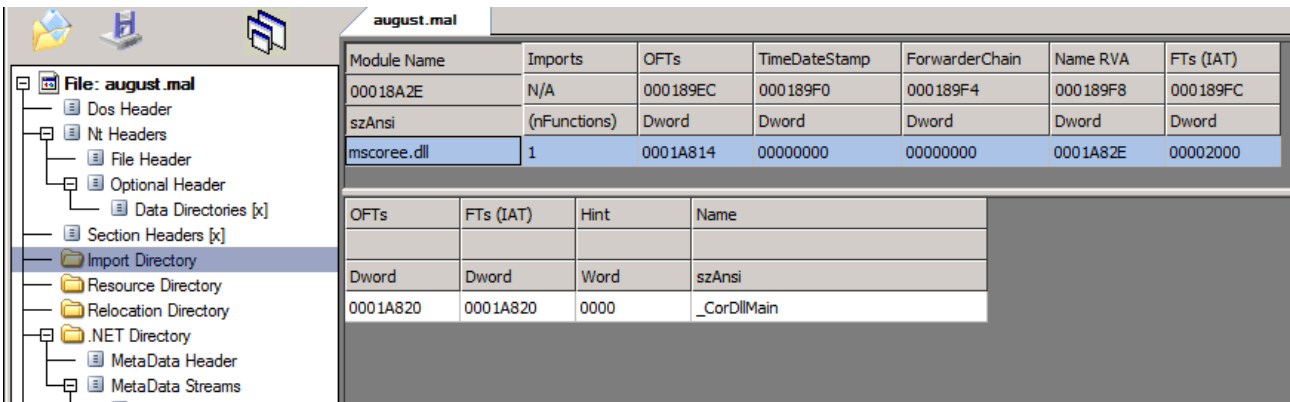 august.mal
File: august.mal
Dos Header
Nt Headers
File Header
Optional Header
Data Directories [x]
Section Headers [x]
Import Directory
Resource Directory
Relocation Directory
.NET Directory
MetaData Header
MetaData Streams
Module Name Imports OFTs TimeDateStamp ForwarderChain Name RVA FTs (IAT)
00018A2E N/A 000189EC 000189F0 000189F4 000189F8 000189FC
szAnsi (nFunctions) Dword Dword Dword Dword Dword
mscoree.dll 1 0001A814 00000000 00000000 0001A82E 00002000
OFTs FTs (IAT) Hint Name
Dword Dword Word szAnsi
0001A820 0001A820 0000 _CorDllMain